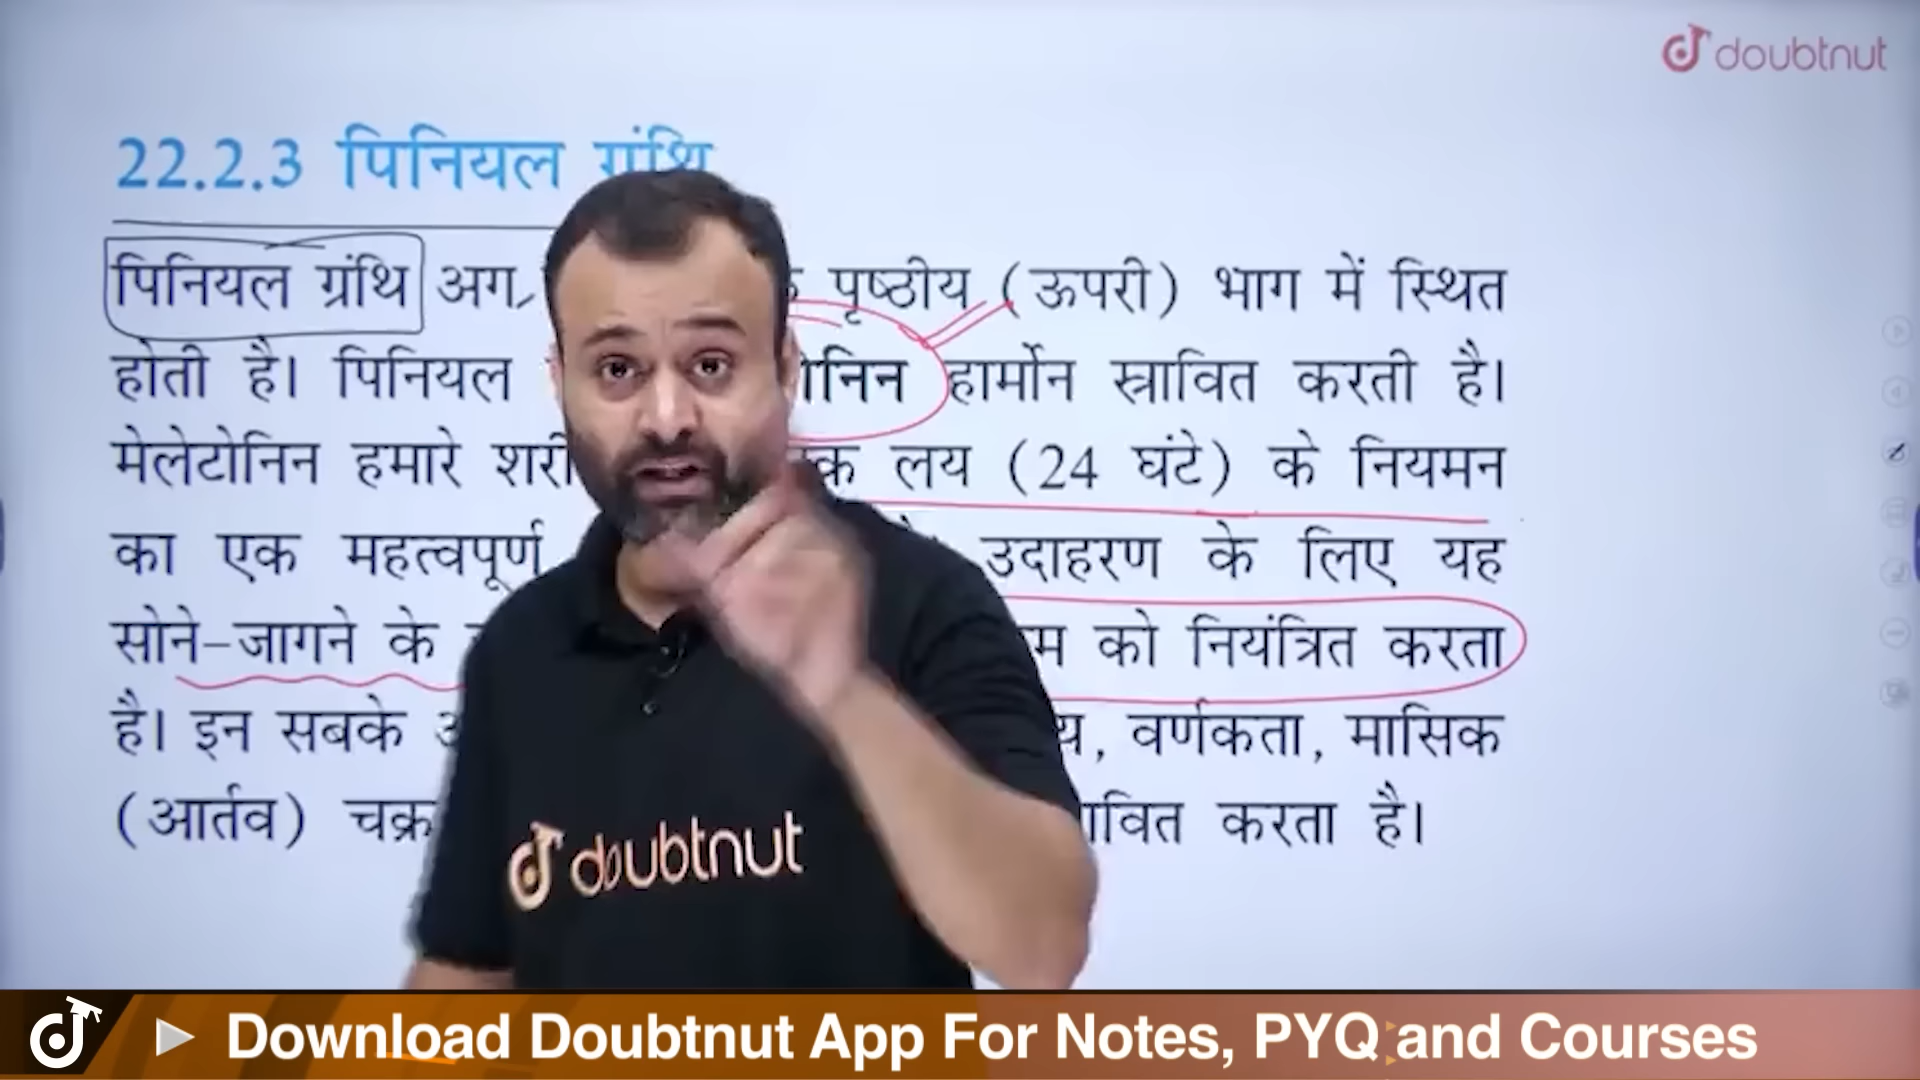 doubtnut
22.2.3 पिनियल ग्रंथि
पिनियल ग्रंथि पृष्ठीय (ऊपरी) भाग में स्थित
होती है। पिनियल हार्मोन स्रावित करती है।
मेलेटोनिन हमारे लय (24 घंटे) के नियमन
का एक महत्वपूर्ण उदाहरण के लिए यह
सोने-जागने के को नियंत्रित करता
है। इन सबके वर्णकता, मासिक
(आर्तव) चक्र करता है।
doubtnut
Download Doubtnut App For Notes, PYQ and Courses